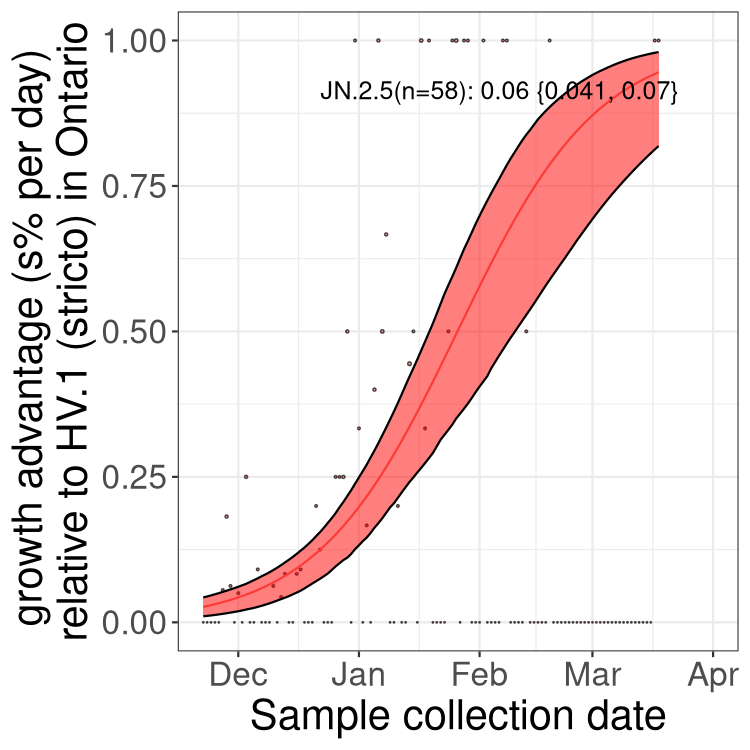 growth advantage (s% per day)
relative to HV.1 (stricto) in Ontario
1.00
0.75
0.50
0.25
0.00
JN.2.5(n=58): 0.06 {0.041, 0.07}
Dec Jan Feb Mar Apr
Sample collection date